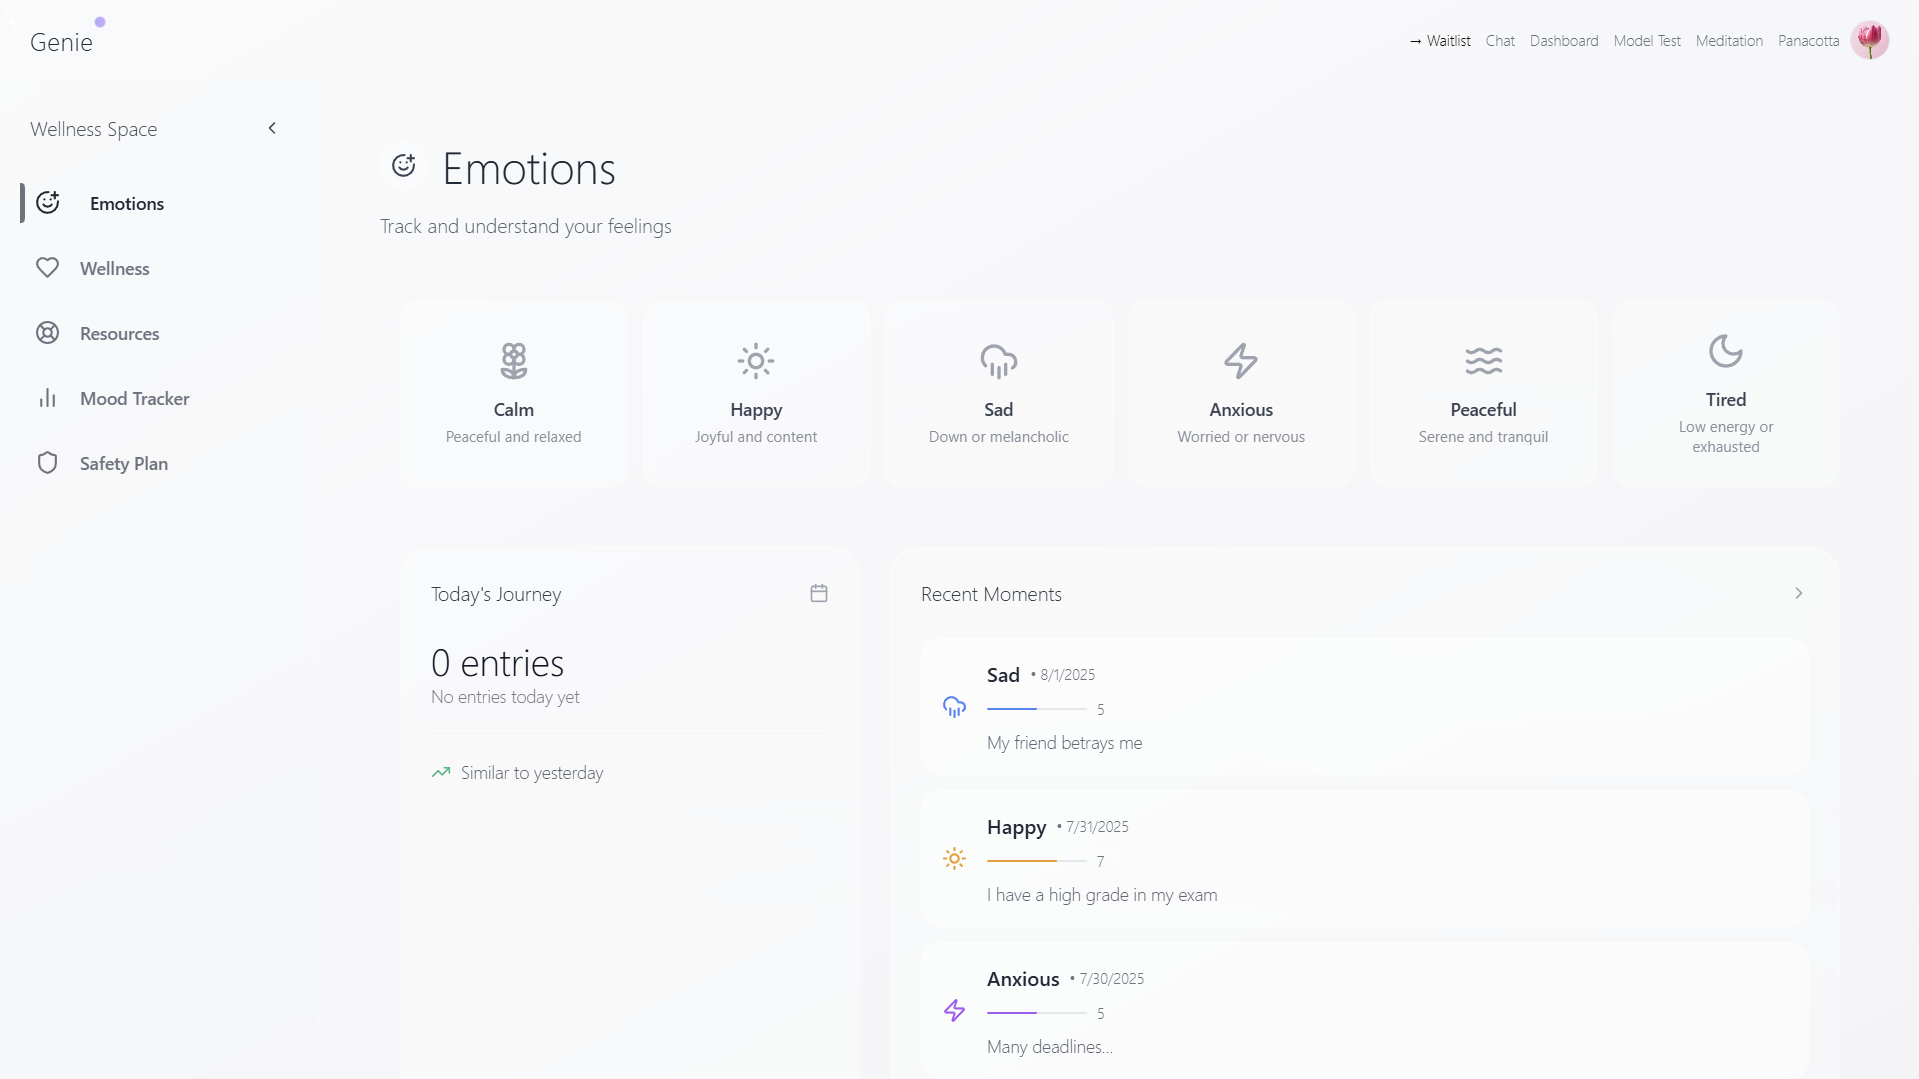 Genie
→ Waitlist Chat Dashboard Model Test Meditation Panacotta
Wellness Space
Emotions
Wellness
Resources
Mood Tracker
Safety Plan
Emotions
Track and understand your feelings
Calm
Peaceful and relaxed
Happy
Joyful and content
Sad
Down or melancholic
Anxious
Worried or nervous
Peaceful
Serene and tranquil
Tired
Low energy or
exhausted
Today's Journey
0 entries
No entries today yet
Similar to yesterday
Recent Moments
Sad • 8/1/2025
5
My friend betrays me
Happy • 7/31/2025
7
I have a high grade in my exam
Anxious • 7/30/2025
5
Many deadlines...